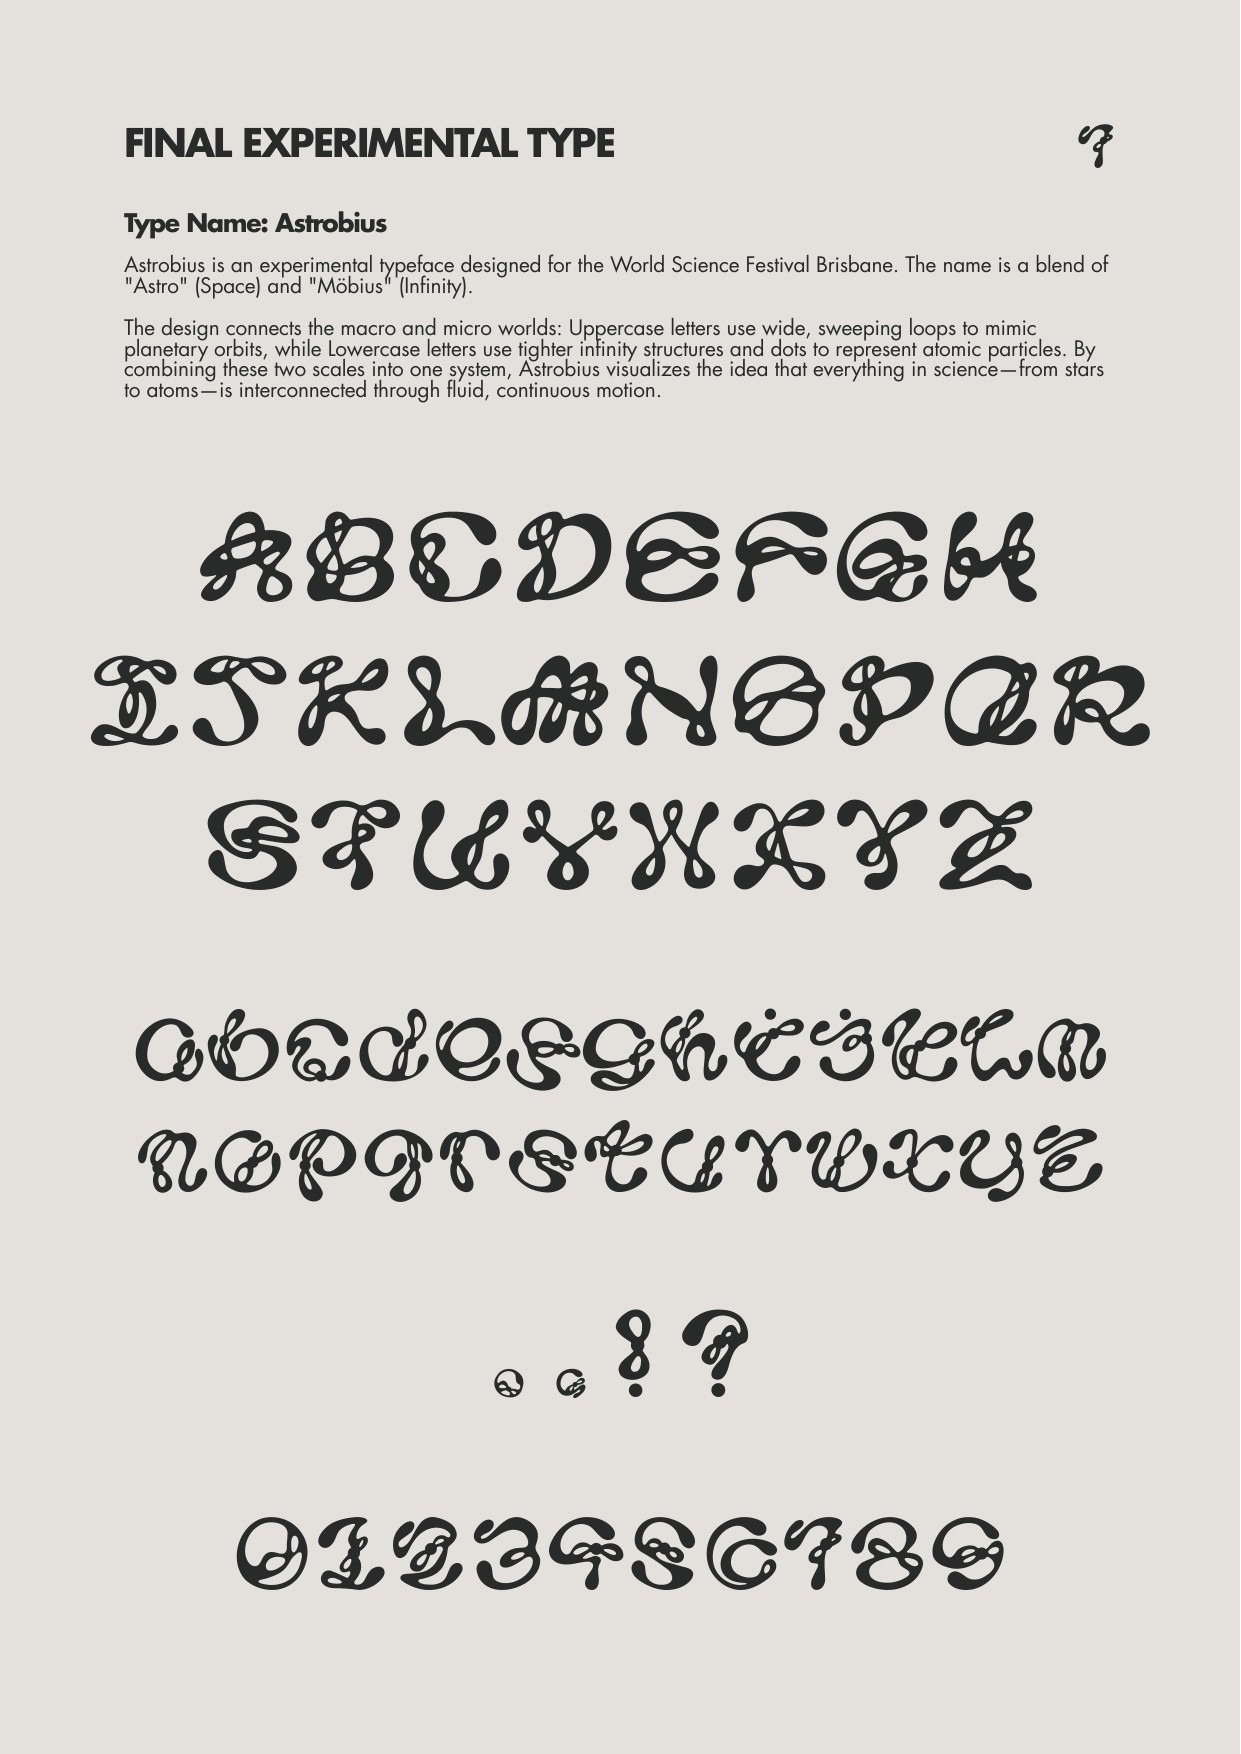 FINAL EXPERIMENTAL TYPE
7
Type Name: Astrobius
Astrobius is an experimental typeface designed for the World Science Festival Brisbane. The name is a blend of
"Astro" (Space) and "Möbius" (Infinity).
The design connects the macro and micro worlds: Uppercase letters use wide, sweeping loops to mimic
planetary orbits, while Lowercase letters use tighter infinity structures and dots to represent atomic particles. By
combining these two scales into one system, Astrobius visualizes the idea that everything in science—from stars
to atoms—is interconnected through fluid, continuous motion.
ABCDEFGH
IJKLMNOPQR
STUVWXYZ
abcdefghijklm
nopqrstuvwxyz
. , ! ?
0123456789